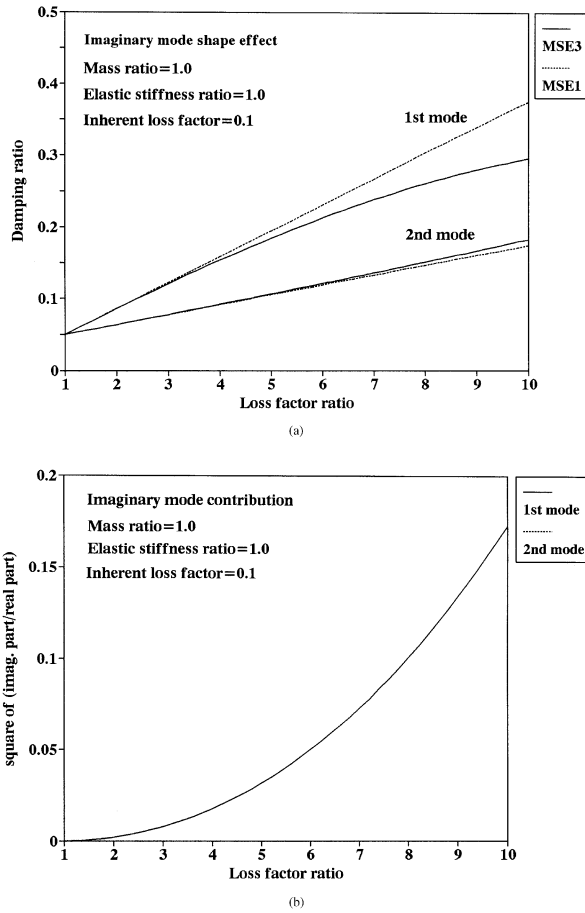 0.5
Imaginary mode shape effect
Mass ratio=1.0
Elastic stiffness ratio=1.0
Inherent loss factor=0.1
MSE3
MSE1
0.4
1st mode
0.3
Damping ratio
0.2
2nd mode
0.1
0
1 2 3 4 5 6 7 8 9 10
Loss factor ratio
(a)
0.2
Imaginary mode contribution
Mass ratio=1.0
Elastic stiffness ratio=1.0
Inherent loss factor=0.1
1st mode
2nd mode
0.15
square of (imag. part/real part)
0.1
0.05
0
1 2 3 4 5 6 7 8 9 10
Loss factor ratio
(b)